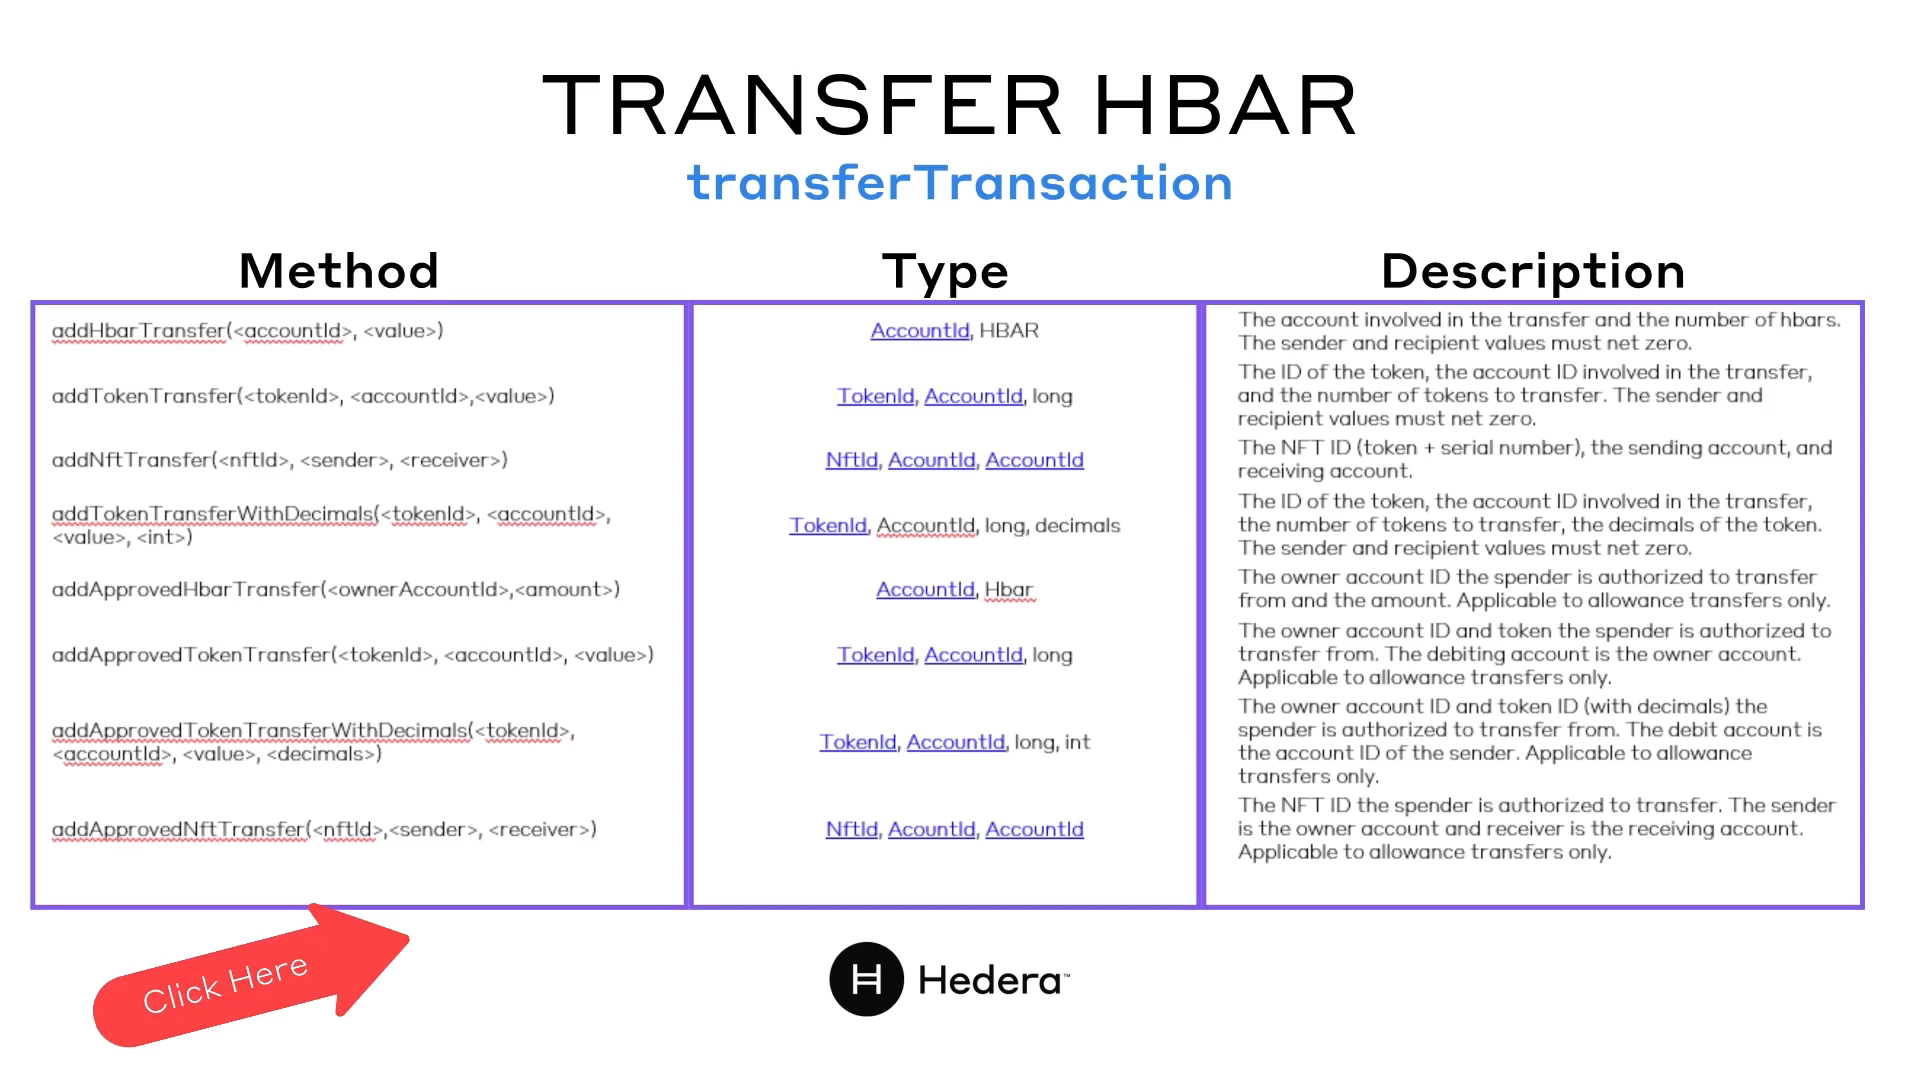 TRANSFER HBAR
transferTransaction
Method
Type
Description
addHbarTransfer(<accountId>, <value>)
AccountId, HBAR
The account involved in the transfer and the number of hbars.
The sender and recipient values must net zero.
addTokenTransfer(<tokenId>, <accountId>,<value>)
TokenId, AccountId, long
The ID of the token, the account ID involved in the transfer,
and the number of tokens to transfer. The sender and
recipient values must net zero.
addNftTransfer(<nftId>, <sender>, <receiver>)
NftId, AcountId, AccountId
The NFT ID (token + serial number), the sending account, and
receiving account.
addTokenTransferWithDecimals(<tokenId>, <accountId>,
<value>, <int>)
TokenId, AccountId, long, decimals
The ID of the token, the account ID involved in the transfer,
the number of tokens to transfer, the decimals of the token.
The sender and recipient values must net zero.
addApprovedHbarTransfer(<ownerAccountId>,<amount>)
AccountId, Hbar
The owner account ID the spender is authorized to transfer
from and the amount. Applicable to allowance transfers only.
addApprovedTokenTransfer(<tokenId>, <accountId>, <value>)
TokenId, AccountId, long
The owner account ID and token the spender is authorized to
transfer from. The debiting account is the owner account.
Applicable to allowance transfers only.
addApprovedTokenTransferWithDecimals(<tokenId>,
<accountId>, <value>, <decimals>)
TokenId, AccountId, long, int
The owner account ID and token ID (with decimals) the
spender is authorized to transfer from. The debit account is
the account ID of the sender. Applicable to allowance
transfers only.
addApprovedNftTransfer(<nftId>,<sender>, <receiver>)
NftId, AcountId, AccountId
The NFT ID the spender is authorized to transfer. The sender
is the owner account and receiver is the receiving account.
Applicable to allowance transfers only.
Click Here
H Hedera™